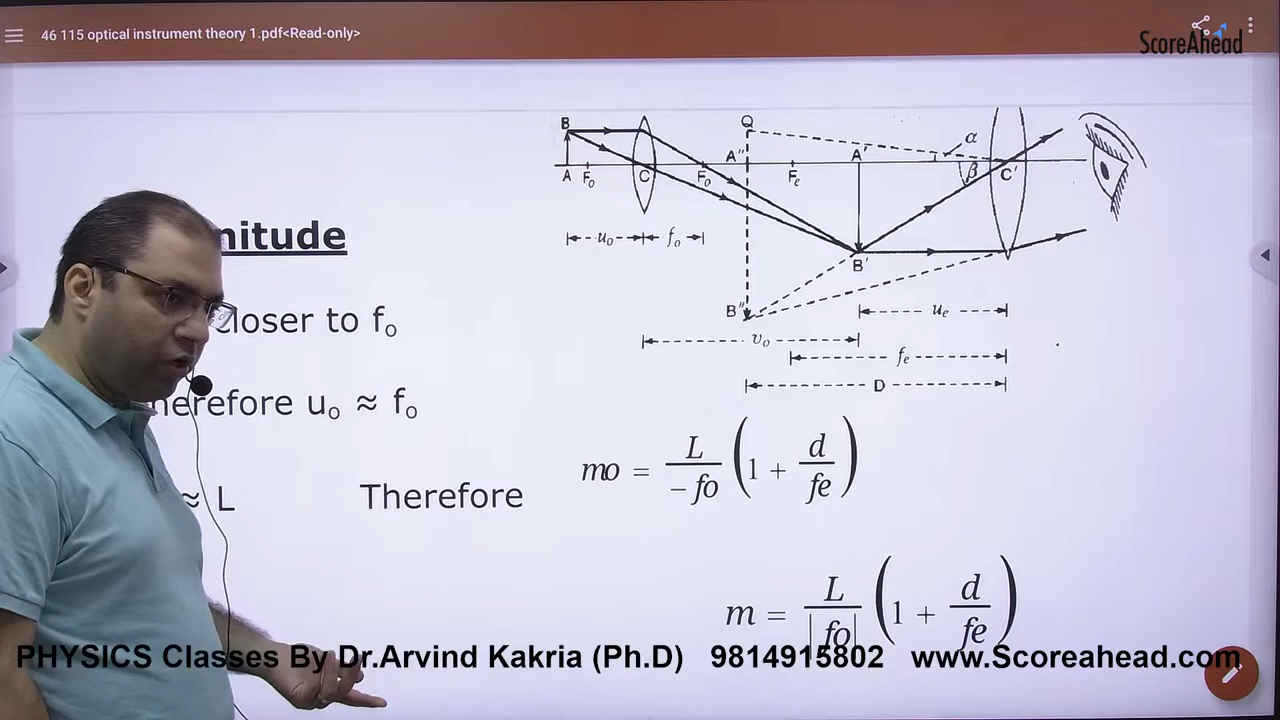 46 115 optical instrument theory 1.pdf<Read-only>
ScoreAhead
B Q α
A'' A'
A Fₒ C Fₒ Fₑ β C'
uₒ fₒ
B'
B'' uₑ
vₒ
fₑ
D
nitude
closer to fₒ
herefore uₒ ≈ fₒ
mo = L/−fo (1 + d/fe)
≈ L Therefore
m = L/|fo| (1 + d/fe)
PHYSICS Classes By Dr.Arvind Kakria (Ph.D) 9814915802 www.Scoreahead.com